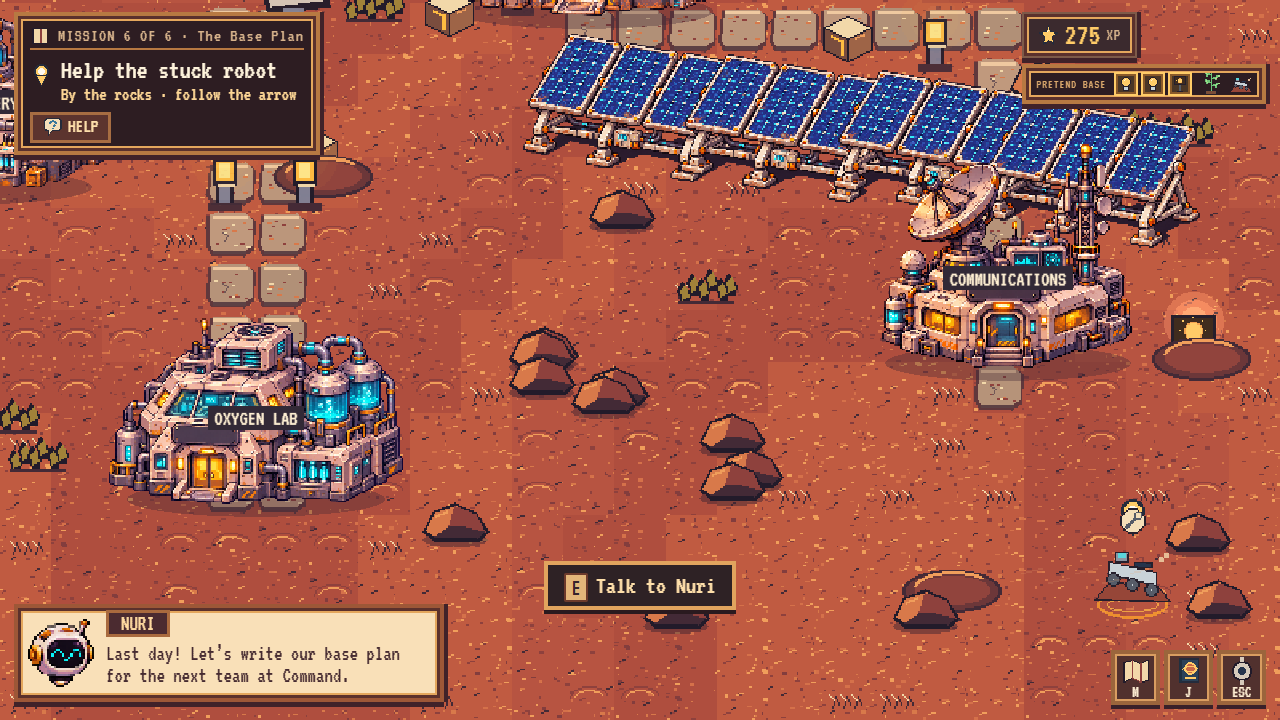 MISSION 6 OF 6 · The Base Plan
Help the stuck robot
By the rocks · follow the arrow
? HELP
275 XP
PRETEND BASE
COMMUNICATIONS
OXYGEN LAB
E Talk to Nuri
NURI
Last day! Let's write our base plan
for the next team at Command.
M
J
ESC